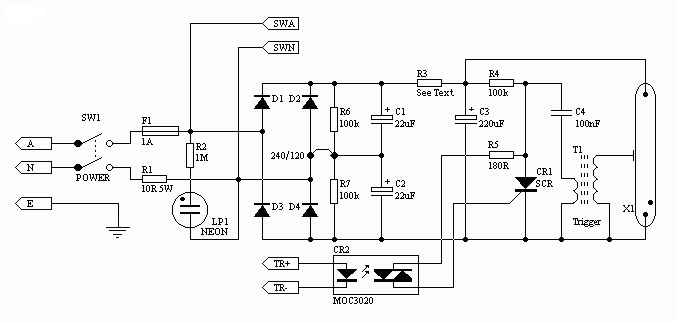 SWA
SWN
D1 D2
R3
See Text
R4
100k
SW1
F1
1A
R6
100k
C1
22uF
C3
220uF
C4
100nF
A
N
E
POWER
R2
1M
R1
10R 5W
240/120
R5
180R
T1
R7
100k
C2
22uF
CR1
SCR
D3 D4
LP1
NEON
X1
Trigger
CR2
TR+
TR-
MOC3020